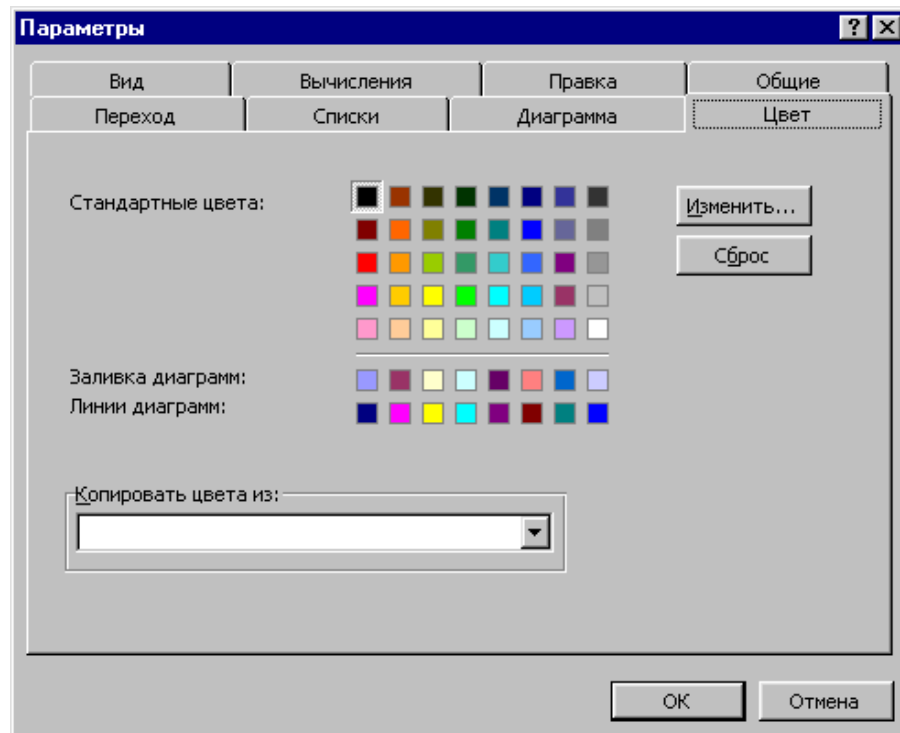 Параметры
Вид Вычисления Правка Общие
Переход Списки Диаграмма Цвет
Стандартные цвета:
Изменить...
Сброс
Заливка диаграмм:
Линии диаграмм:
Копировать цвета из:
ОК Отмена